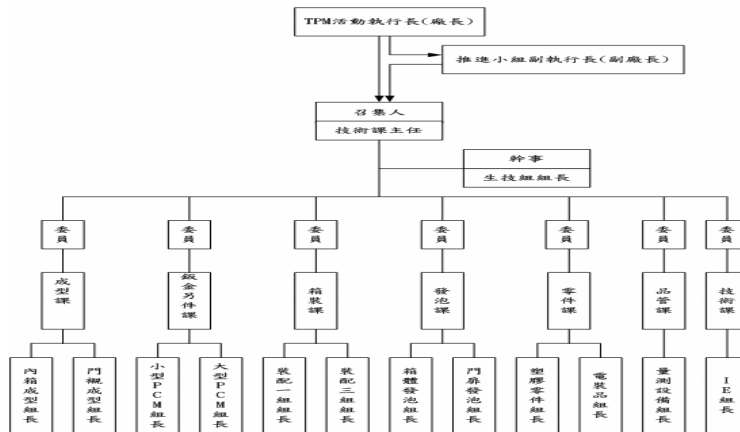 TPM活動執行長(廠長)
推進小組副執行長(副廠長)
召集人
技術課主任
幹事
生技組組長
委員
委員
委員
委員
委員
委員
委員
成型課
鈑金另件課
箱裝課
發泡課
零件課
品管課
技術課
內箱成型組長
門襯成型組長
小型PCM組長
大型PCM組長
裝配一組組長
裝配三組組長
箱體發泡組長
門扉發泡組長
塑膠零件組長
電裝品組長
量測設備組長
IE組長